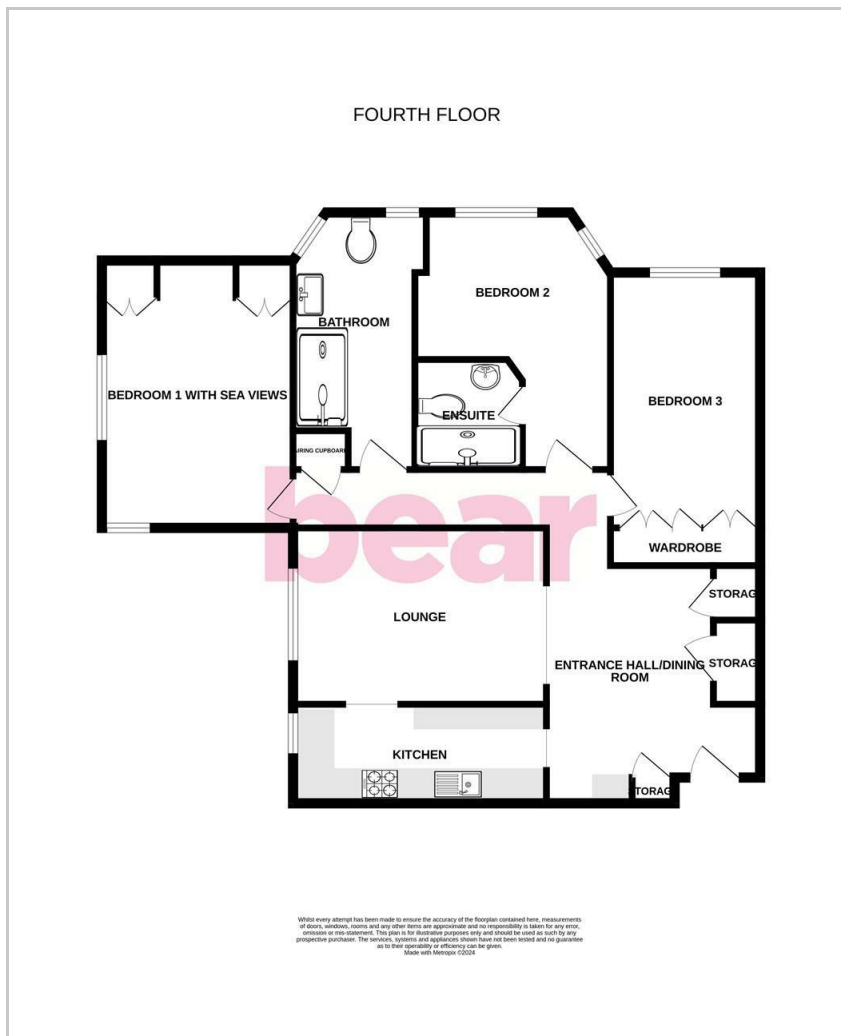 FOURTH FLOOR
BEDROOM 2
BATHROOM
BEDROOM 1 WITH SEA VIEWS
BEDROOM 3
ENSUITE
AIRING CUPBOARD
bear
WARDROBE
STORAG
LOUNGE
STORAG
ENTRANCE HALL/DINING
ROOM
KITCHEN
STORAG
Whilst every attempt has been made to ensure the accuracy of the floorplan contained here, measurements
of doors, windows, rooms and any other items are approximate and no responsibility is taken for any error,
omission or mis-statement. This plan is for illustrative purposes only and should be used as such by any
prospective purchaser. The services, systems and appliances shown have not been tested and no guarantee
as to their operability or efficiency can be given.
Made with Metropix ©2024